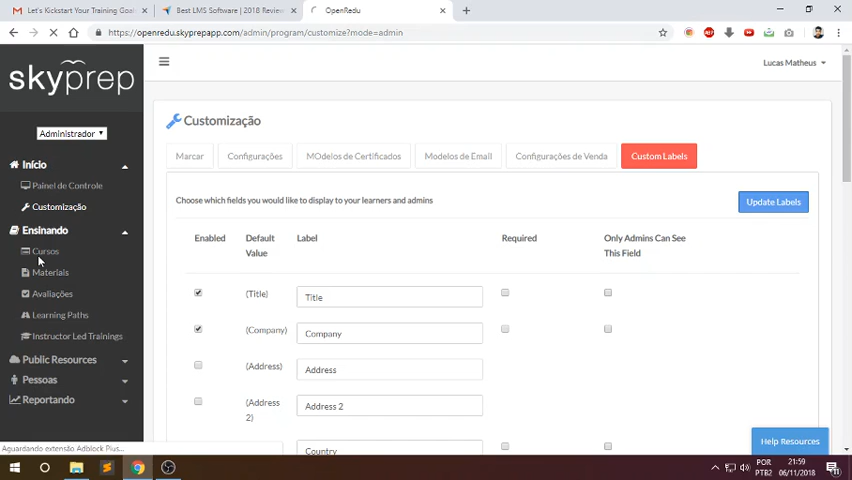 Let's Kickstart Your Training Goals
Best LMS Software | 2018 Review
OpenRedu
https://openredu.skyprepapp.com/admin/program/customize?mode=admin
skyprep
Lucas Matheus
Administrador
Início
Painel de Controle
Customização
Ensinando
Cursos
Materials
Avaliações
Learning Paths
Instructor Led Trainings
Public Resources
Pessoas
Reportando
Aguardando extensão Adblock Plus...
Customização
Marcar
Configurações
MOdelos de Certificados
Modelos de Email
Configurações de Venda
Custom Labels
Choose which fields you would like to display to your learners and admins
Update Labels
Enabled Default Value Label Required Only Admins Can See This Field
(Title) Title
(Company) Company
(Address) Address
(Address 2) Address 2
Country
Help Resources
POR
PTB2
21:59
06/11/2018